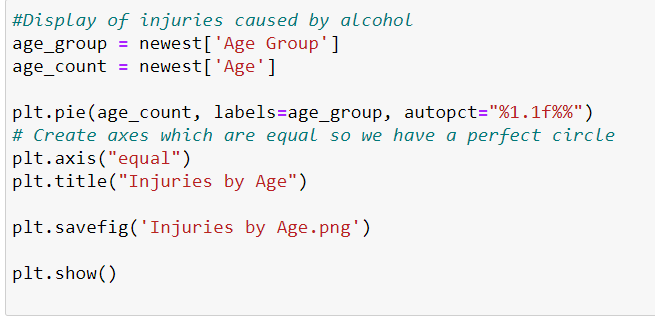 #Display of injuries caused by alcohol
age_group = newest['Age Group']
age_count = newest['Age']
plt.pie(age_count, labels=age_group, autopct="%1.1f%%")
# Create axes which are equal so we have a perfect circle
plt.axis("equal")
plt.title("Injuries by Age")
plt.savefig('Injuries by Age.png')
plt.show()